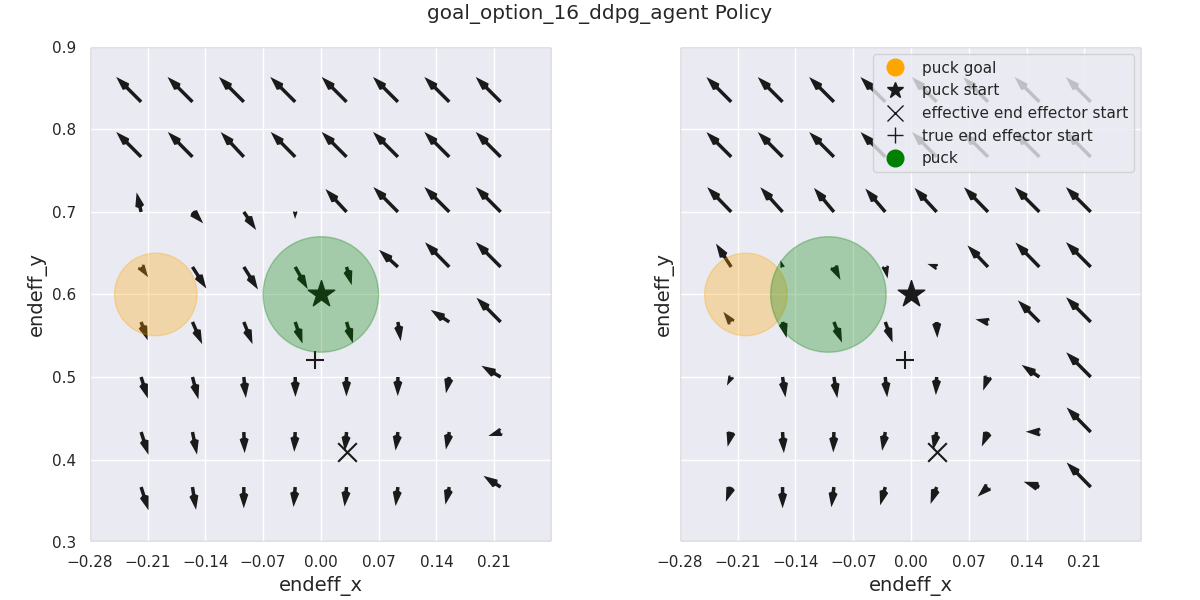 goal_option_16_ddpg_agent Policy
0.9
0.8
0.7
0.6
0.5
0.4
0.3
endeff_y
−0.28 −0.21 −0.14 −0.07 0.00 0.07 0.14 0.21
endeff_x
puck goal
puck start
effective end effector start
true end effector start
puck
endeff_y
−0.28 −0.21 −0.14 −0.07 0.00 0.07 0.14 0.21
endeff_x